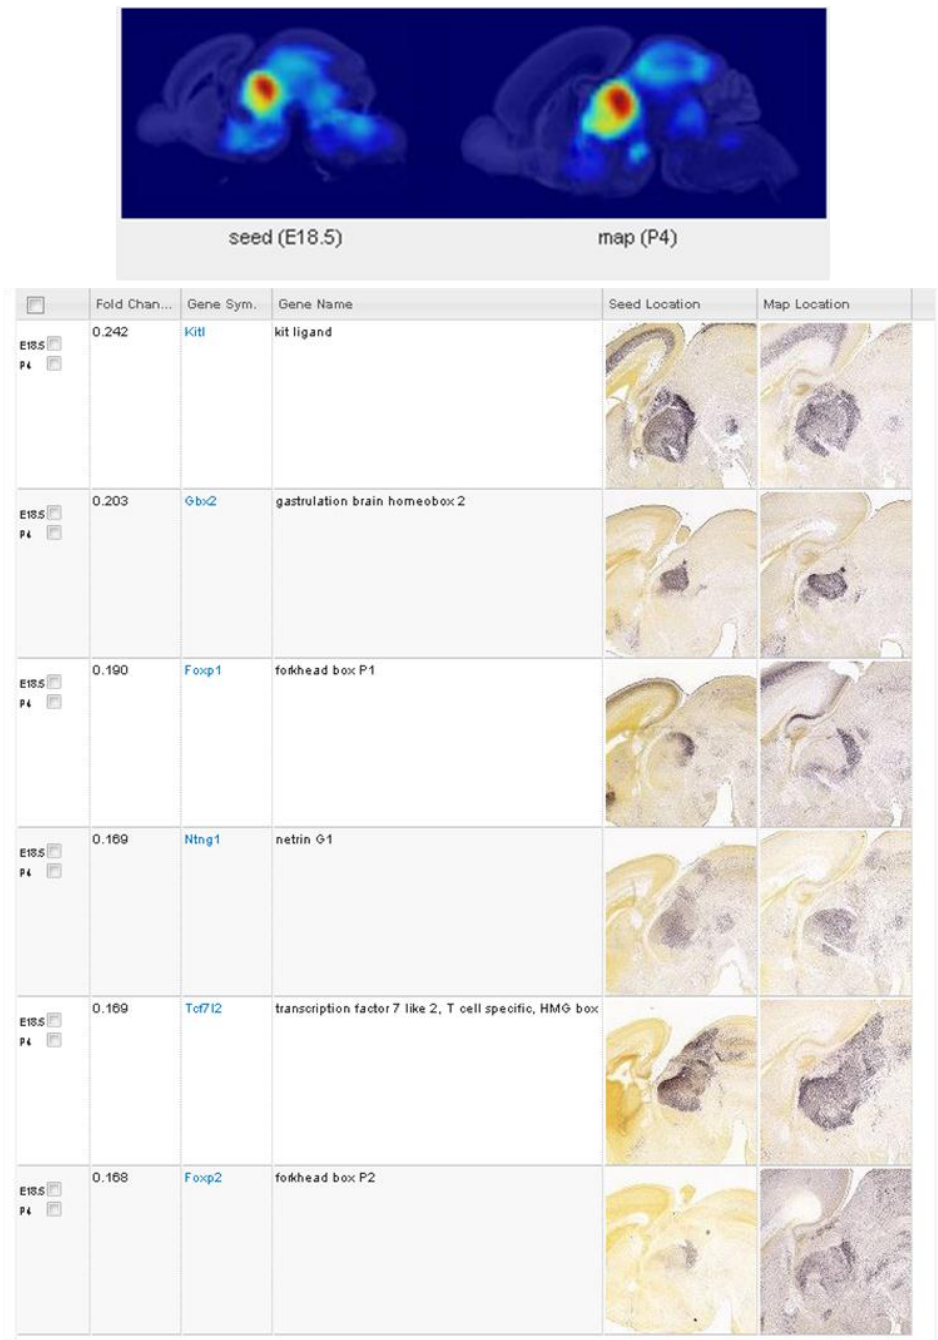 seed (E18.5) map (P4)
Fold Chan... Gene Sym. Gene Name Seed Location Map Location
0.242 Kitl kit ligand
E18.5
P4
0.203 Gbx2 gastrulation brain homeobox 2
E18.5
P4
0.190 Foxp1 forkhead box P1
E18.5
P4
0.169 Ntng1 netrin G1
E18.5
P4
0.169 Tcf7l2 transcription factor 7 like 2, T cell specific, HMG box
E18.5
P4
0.168 Foxp2 forkhead box P2
E18.5
P4